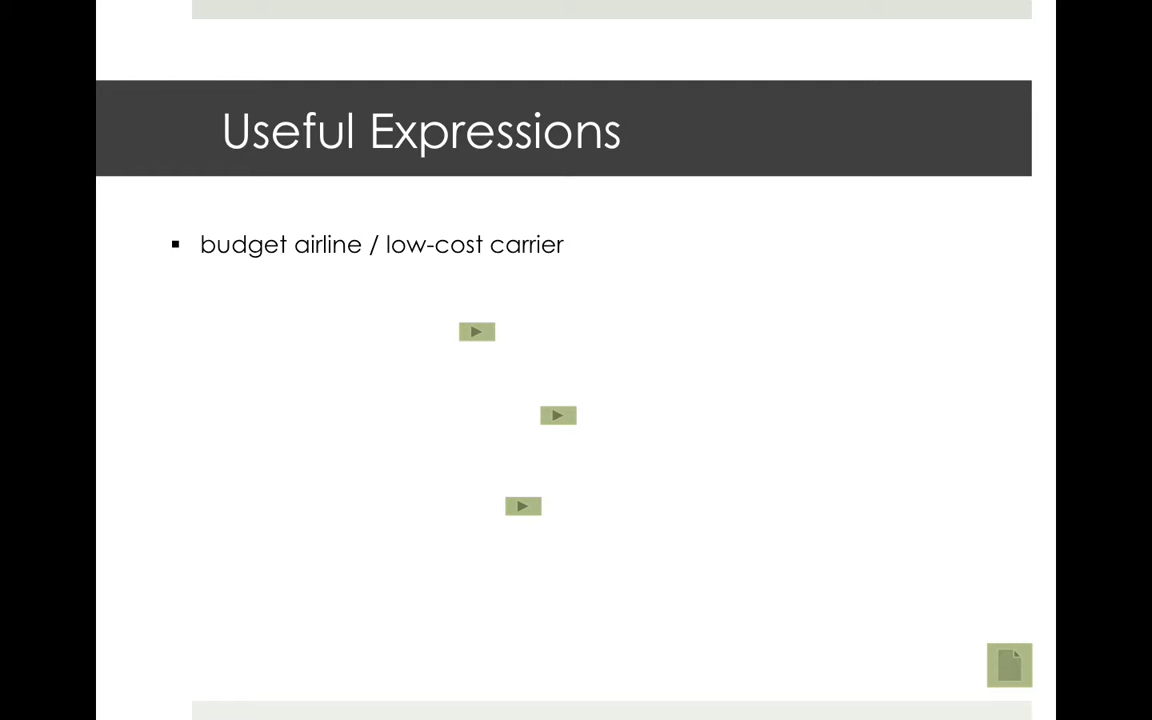 Useful Expressions
▪ budget airline / low-cost carrier